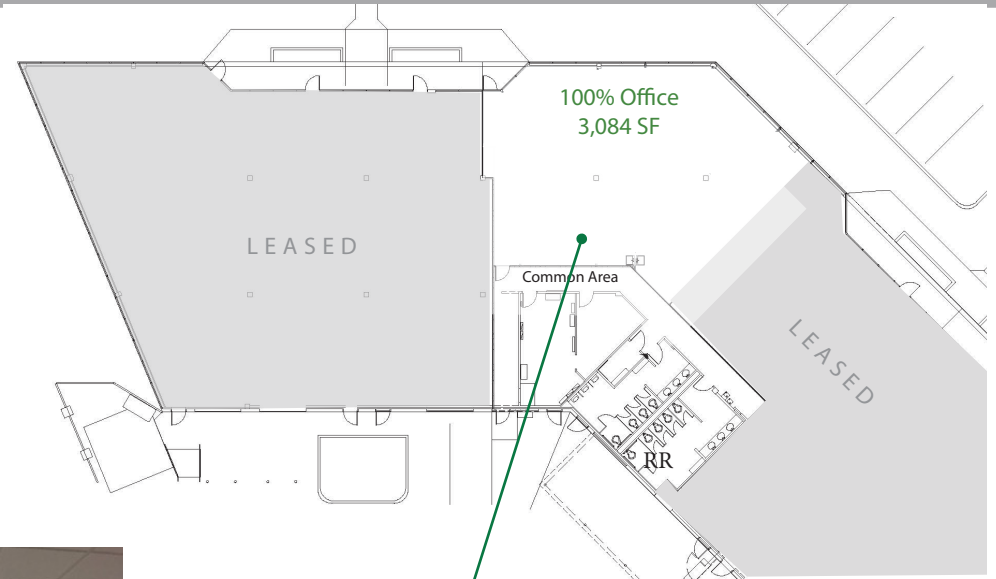 100% Office
3,084 SF
LEASED
Common Area
LEASED
RR